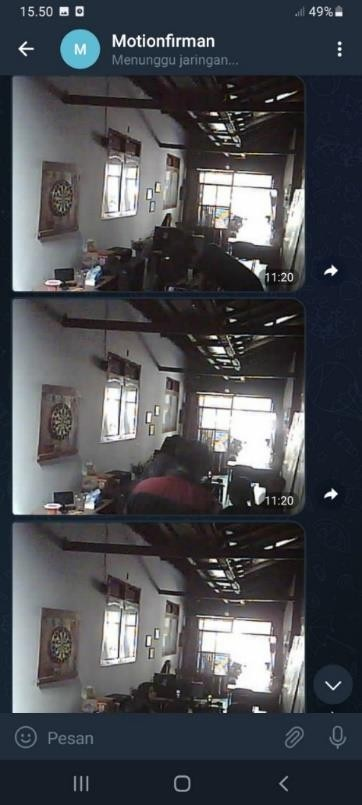 15.50
49%
M
Motionfirman
Menunggu jaringan...
11:20
11:20
Pesan